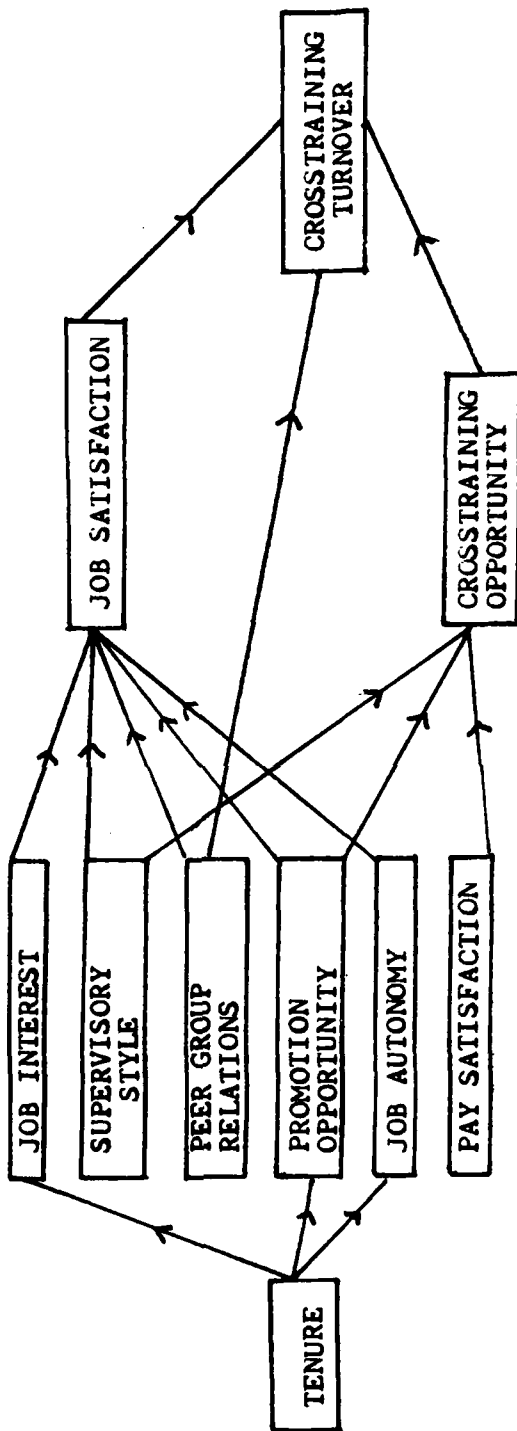 TENURE
JOB INTEREST
SUPERVISORY
STYLE
PEER GROUP
RELATIONS
PROMOTION
OPPORTUNITY
JOB AUTONOMY
PAY SATISFACTION
JOB SATISFACTION
CROSSTRAINING
OPPORTUNITY
CROSSTRAINING
TURNOVER